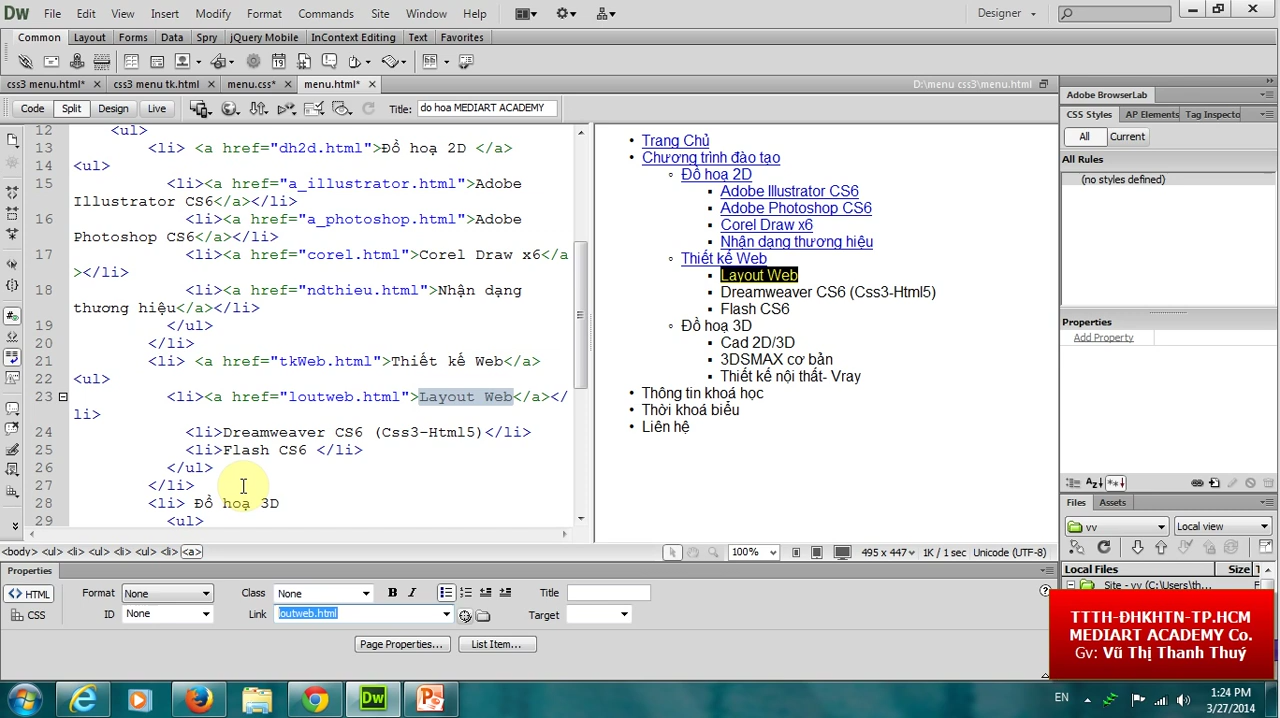 Dw File Edit View Insert Modify Format Commands Site Window Help Designer
Common Layout Forms Data Spry jQuery Mobile InContext Editing Text Favorites
css3 menu.html* css3 menu tk.html menu.css* menu.html* D:\menu css3\menu.html
Code Split Design Live Title: do hoa MEDIART ACADEMY
12 <ul>
13 <li> <a href="dh2d.html">Đồ hoạ 2D </a>
14
<ul>
15 <li><a href="a_illustrator.html">Adobe
Illustrator CS6</a></li>
16 <li><a href="a_photoshop.html">Adobe
Photoshop CS6</a></li>
17 <li><a href="corel.html">Corel Draw x6</a
></li>
18 <li><a href="ndthieu.html">Nhận dạng
thương hiệu</a></li>
19 </ul>
20 </li>
21 <li> <a href="tkWeb.html">Thiết kế Web</a>
22
<ul>
23 <li><a href="loutweb.html">Layout Web</a></
li>
24 <li>Dreamweaver CS6 (Css3-Html5)</li>
25 <li>Flash CS6 </li>
26 </ul>
27 </li>
28 <li> Đồ hoạ 3D
29 <ul>
Trang Chủ
Chương trình đào tạo
Đồ hoạ 2D
Adobe Illustrator CS6
Adobe Photoshop CS6
Corel Draw x6
Nhận dạng thương hiệu
Thiết kế Web
Layout Web
Dreamweaver CS6 (Css3-Html5)
Flash CS6
Đồ hoạ 3D
Cad 2D/3D
3DSMAX cơ bản
Thiết kế nội thất- Vray
Thông tin khoá học
Thời khoá biểu
Liên hệ
Adobe BrowserLab
CSS Styles AP Elements Tag Inspecto
All Current
All Rules
(no styles defined)
Properties
Add Property
Files Assets
vv Local view
Local Files Size
Site - vv (C:\Users\th...
<body> <ul> <li> <ul> <li> <ul> <li> <a> 100% 495 x 447 1K / 1 sec Unicode (UTF-8)
Properties
<> HTML Format None Class None B I Title
CSS ID None Link loutweb.html Target
Page Properties... List Item...
TTTH-ĐHKHTN-TP.HCM
MEDIART ACADEMY Co.
Gv: Vũ Thị Thanh Thuý
EN 1:24 PM
3/27/2014